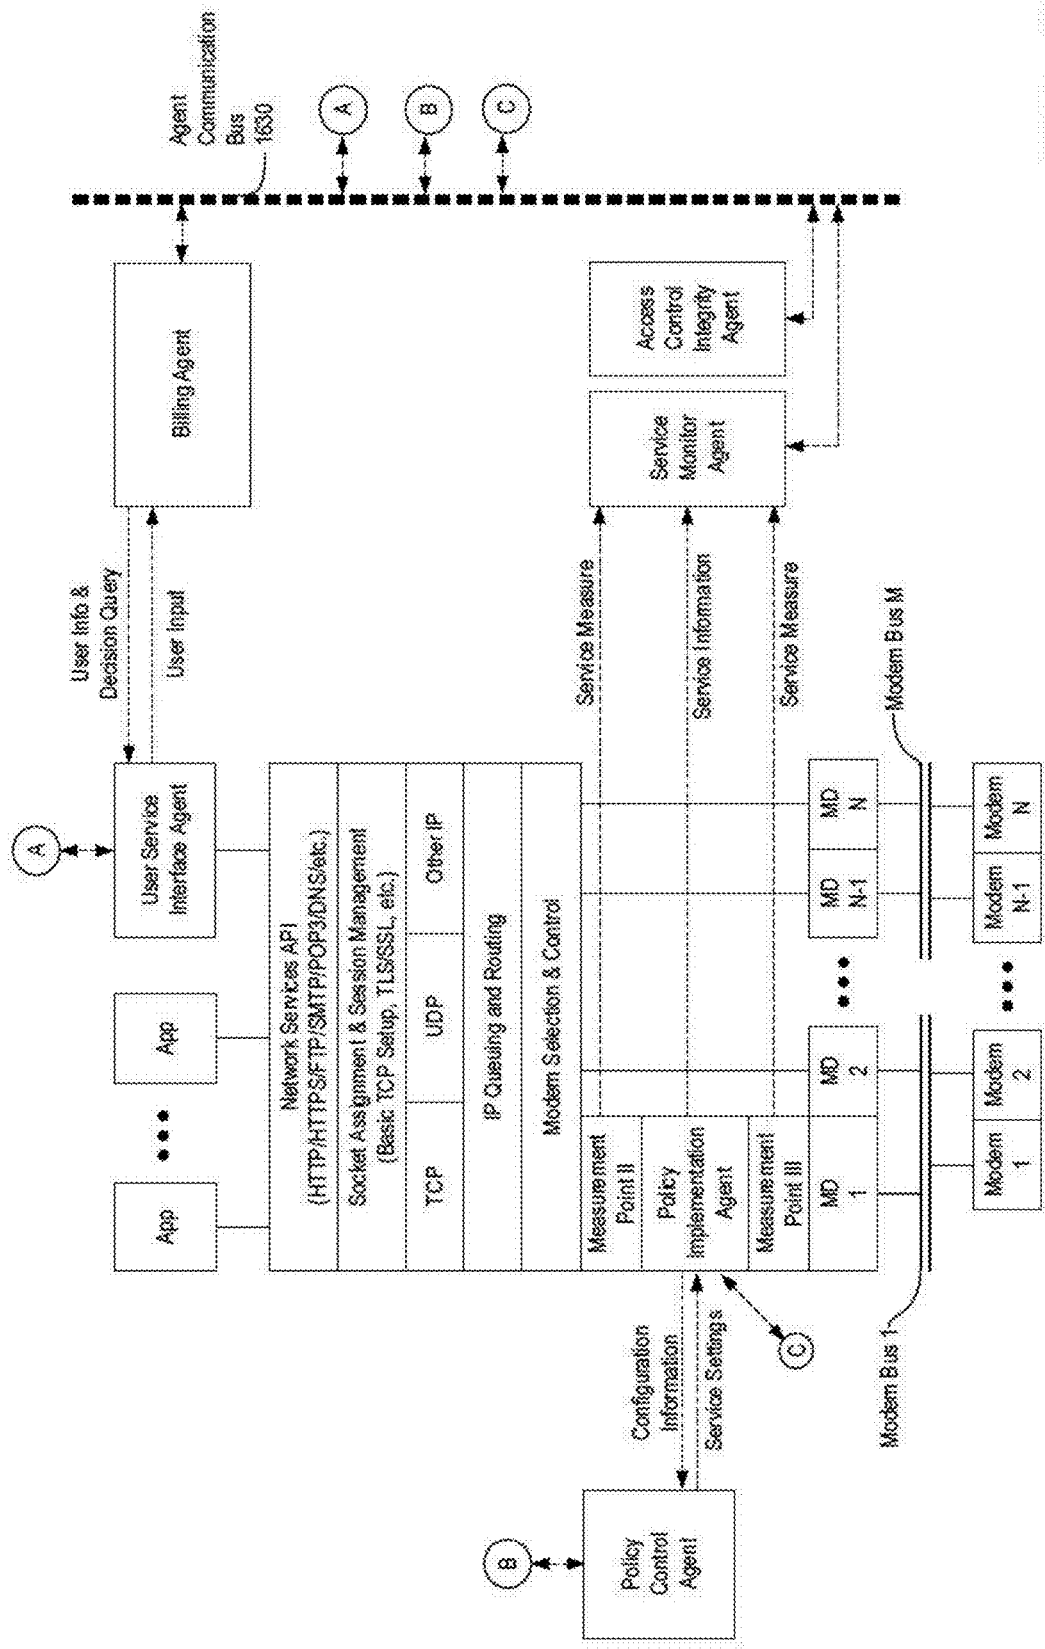 A
B
App
App
User Service
Interface Agent
User Info &
Decision Query
User Input
Billing Agent
Agent
Communication
Bus
1630
A
B
C
Network Services API
(HTTP/HTTPS/FTP/SMTP/POP3/DNS/etc.)
Socket Assignment & Session Management
(Basic TCP Setup, TLS/SSL, etc.)
TCP
UDP
Other IP
IP Queuing and Routing
Modem Selection & Control
Policy
Control
Agent
Configuration
Information
Service Settings
C
Measurement
Point II
Policy
Implementation
Agent
Measurement
Point III
Service Measure
Service Information
Service Measure
Service
Monitor
Agent
Access
Control
Integrity
Agent
MD
1
MD
2
MD
N-1
MD
N
Modem Bus 1
Modem Bus M
Modem
1
Modem
2
Modem
N-1
Modem
N